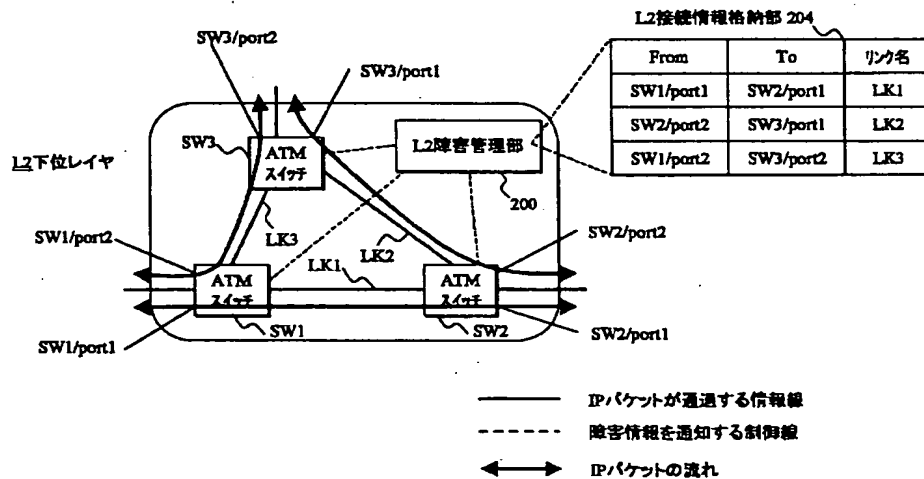 L2接続情報格納部 204
From To リンク名
SW1/port1 SW2/port1 LK1
SW2/port2 SW3/port1 LK2
SW1/port2 SW3/port2 LK3
SW3/port2
SW3/port1
SW3
ATM
スイッチ
L2障害管理部
200
L2下位レイヤ
LK3
LK2
LK1
SW1/port2
SW2/port2
ATM
スイッチ
ATM
スイッチ
SW1
SW2
SW1/port1
SW2/port1
IPパケットが通過する情報線
障害情報を通知する制御線
IPパケットの流れ